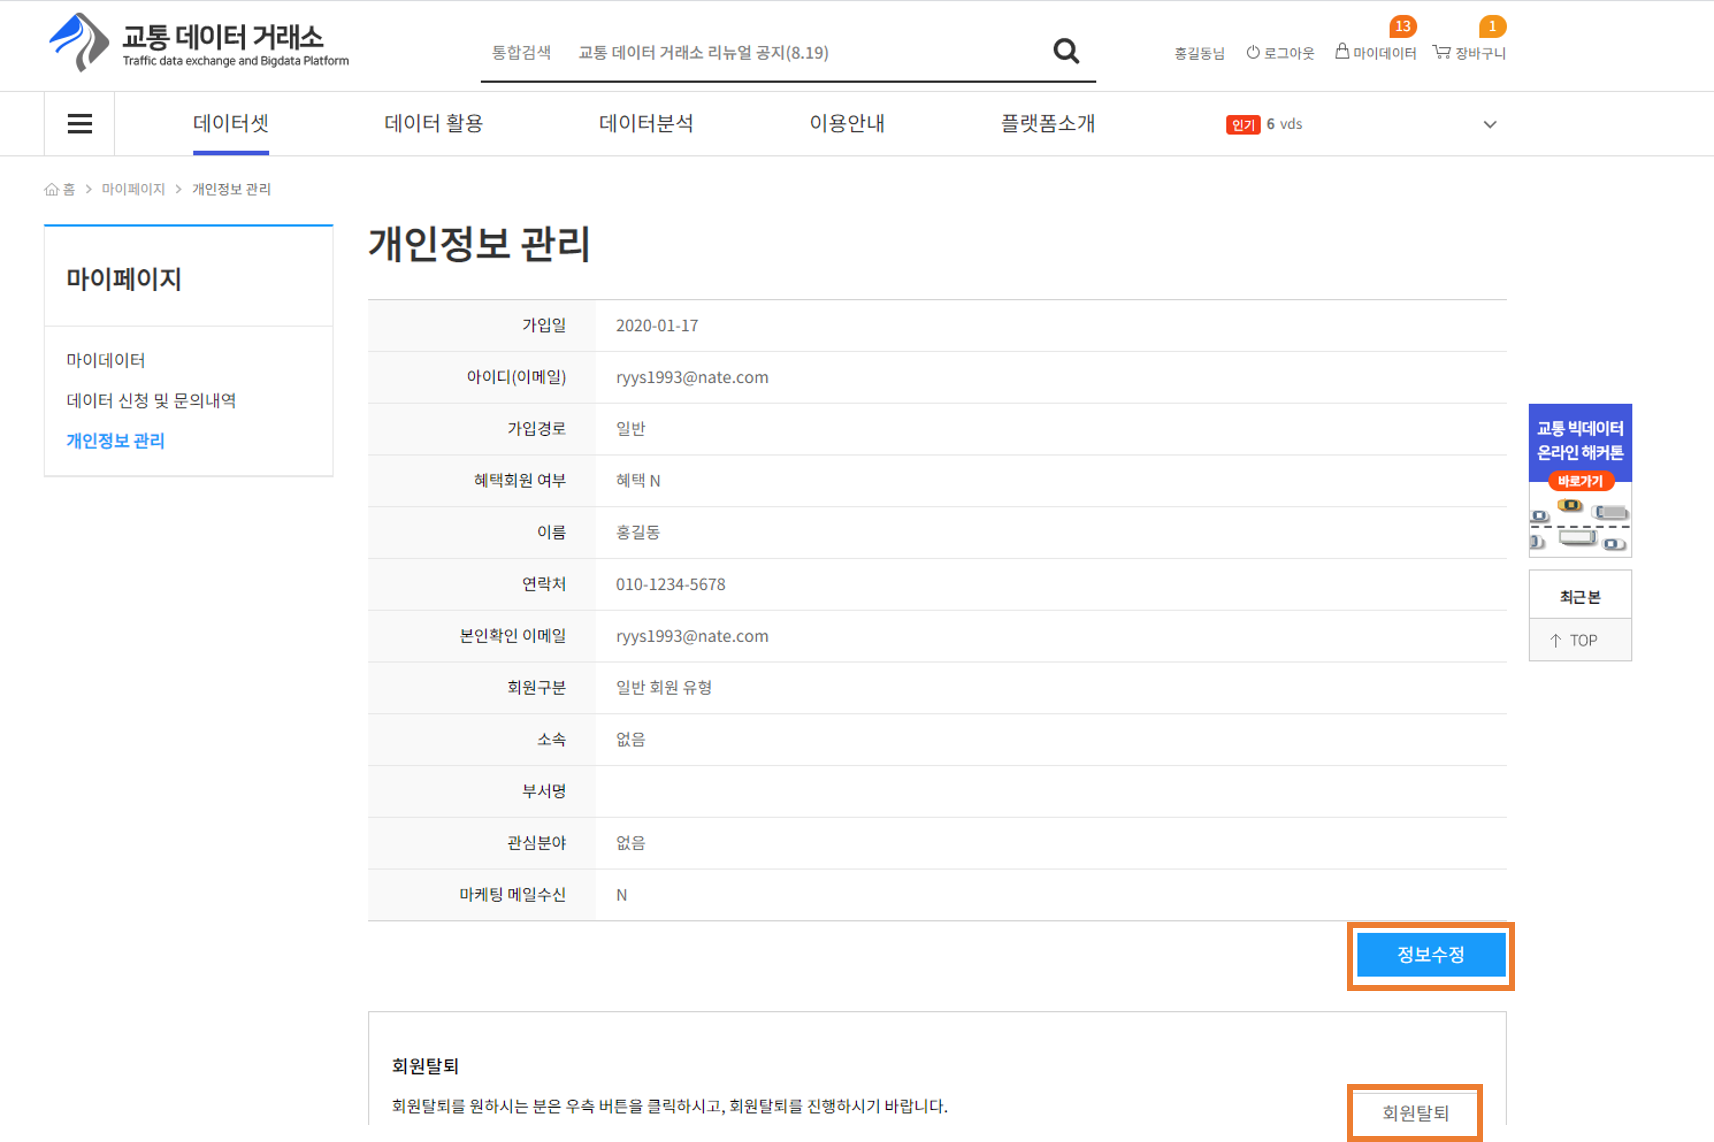 교통 데이터 거래소
Traffic data exchange and Bigdata Platform
통합검색 교통 데이터 거래소 리뉴얼 공지(8.19)
홍길동님 로그아웃 13 마이데이터 1 장바구니
데이터셋 데이터 활용 데이터분석 이용안내 플랫폼소개 인기 6 vds
홈 > 마이페이지 > 개인정보 관리
마이페이지
마이데이터
데이터 신청 및 문의내역
개인정보 관리
개인정보 관리
가입일 2020-01-17
아이디(이메일) ryys1993@nate.com
가입경로 일반
혜택회원 여부 혜택 N
이름 홍길동
연락처 010-1234-5678
본인확인 이메일 ryys1993@nate.com
회원구분 일반 회원 유형
소속 없음
부서명
관심분야 없음
마케팅 메일수신 N
정보수정
회원탈퇴
회원탈퇴를 원하시는 분은 우측 버튼을 클릭하시고, 회원탈퇴를 진행하시기 바랍니다.
회원탈퇴
교통 빅데이터
온라인 해커톤
바로가기
최근 본
↑ TOP